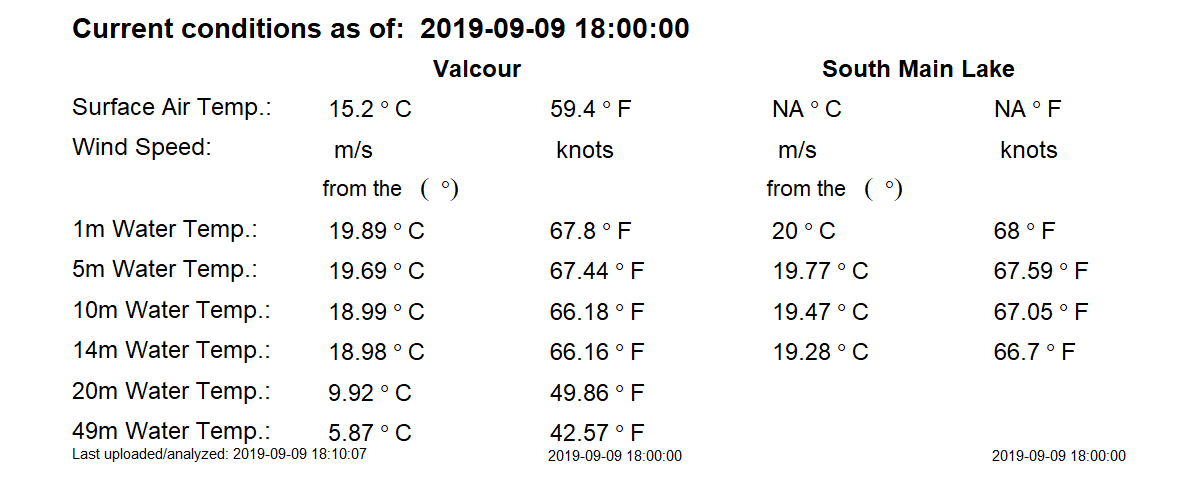 Current conditions as of: 2019-09-09 18:00:00
Valcour South Main Lake
Surface Air Temp.: 15.2 ° C 59.4 ° F NA ° C NA ° F
Wind Speed: m/s knots m/s knots
from the ( °) from the ( °)
1m Water Temp.: 19.89 ° C 67.8 ° F 20 ° C 68 ° F
5m Water Temp.: 19.69 ° C 67.44 ° F 19.77 ° C 67.59 ° F
10m Water Temp.: 18.99 ° C 66.18 ° F 19.47 ° C 67.05 ° F
14m Water Temp.: 18.98 ° C 66.16 ° F 19.28 ° C 66.7 ° F
20m Water Temp.: 9.92 ° C 49.86 ° F
49m Water Temp.: 5.87 ° C 42.57 ° F
Last uploaded/analyzed: 2019-09-09 18:10:07 2019-09-09 18:00:00 2019-09-09 18:00:00